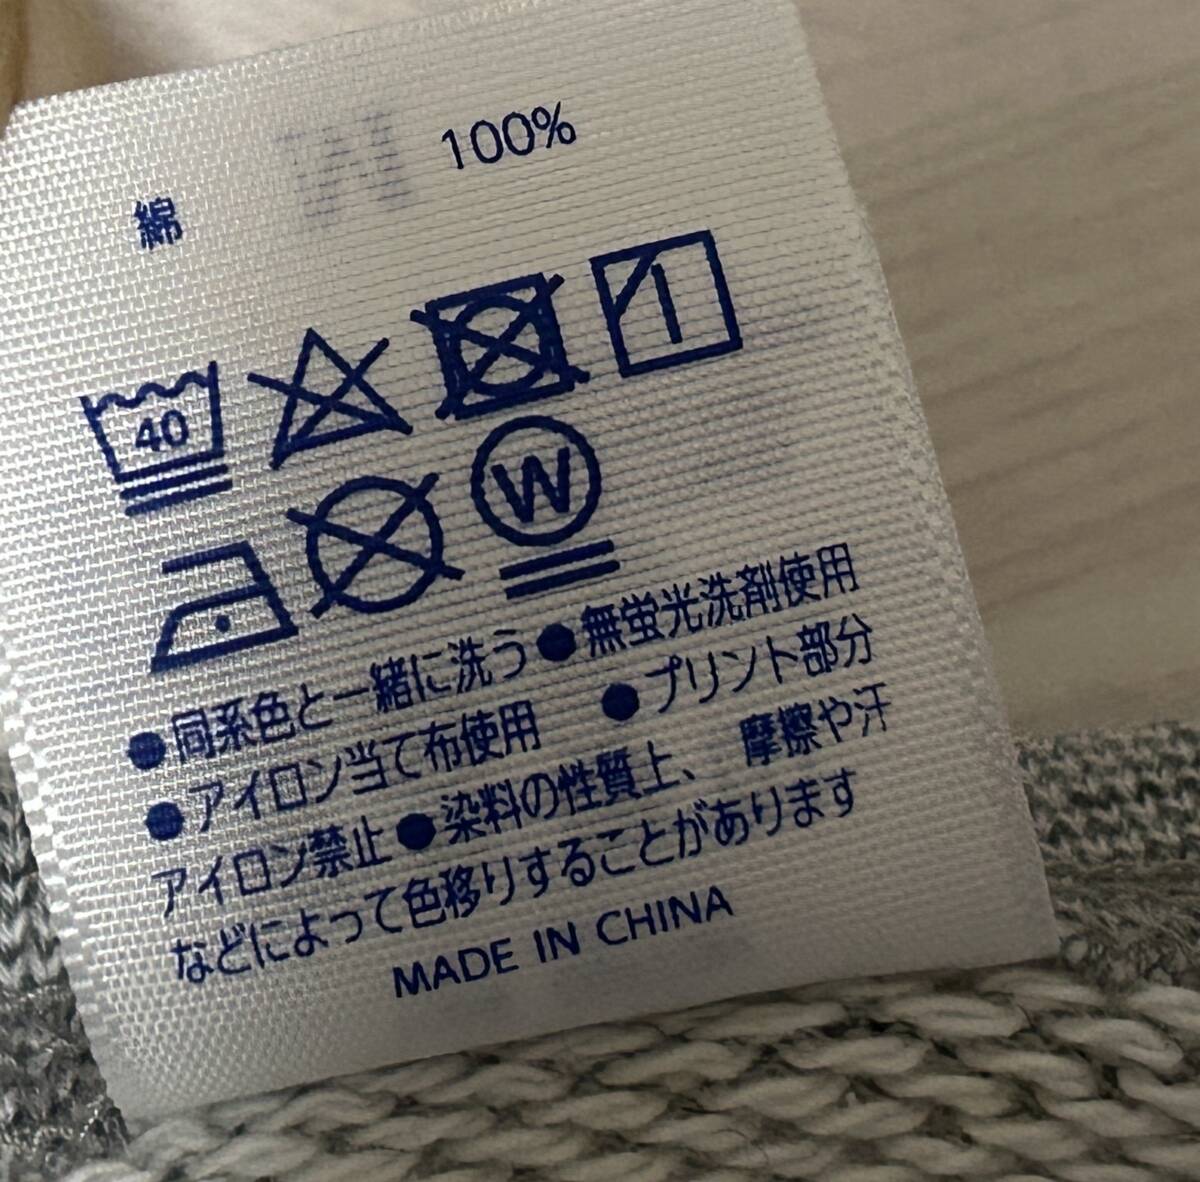 綿 100%
40
W
●同系色と一緒に洗う●無蛍光洗剤使用
●アイロン当て布使用 ●プリント部分
アイロン禁止●染料の性質上、摩擦や汗
などによって色移りすることがあります
MADE IN CHINA